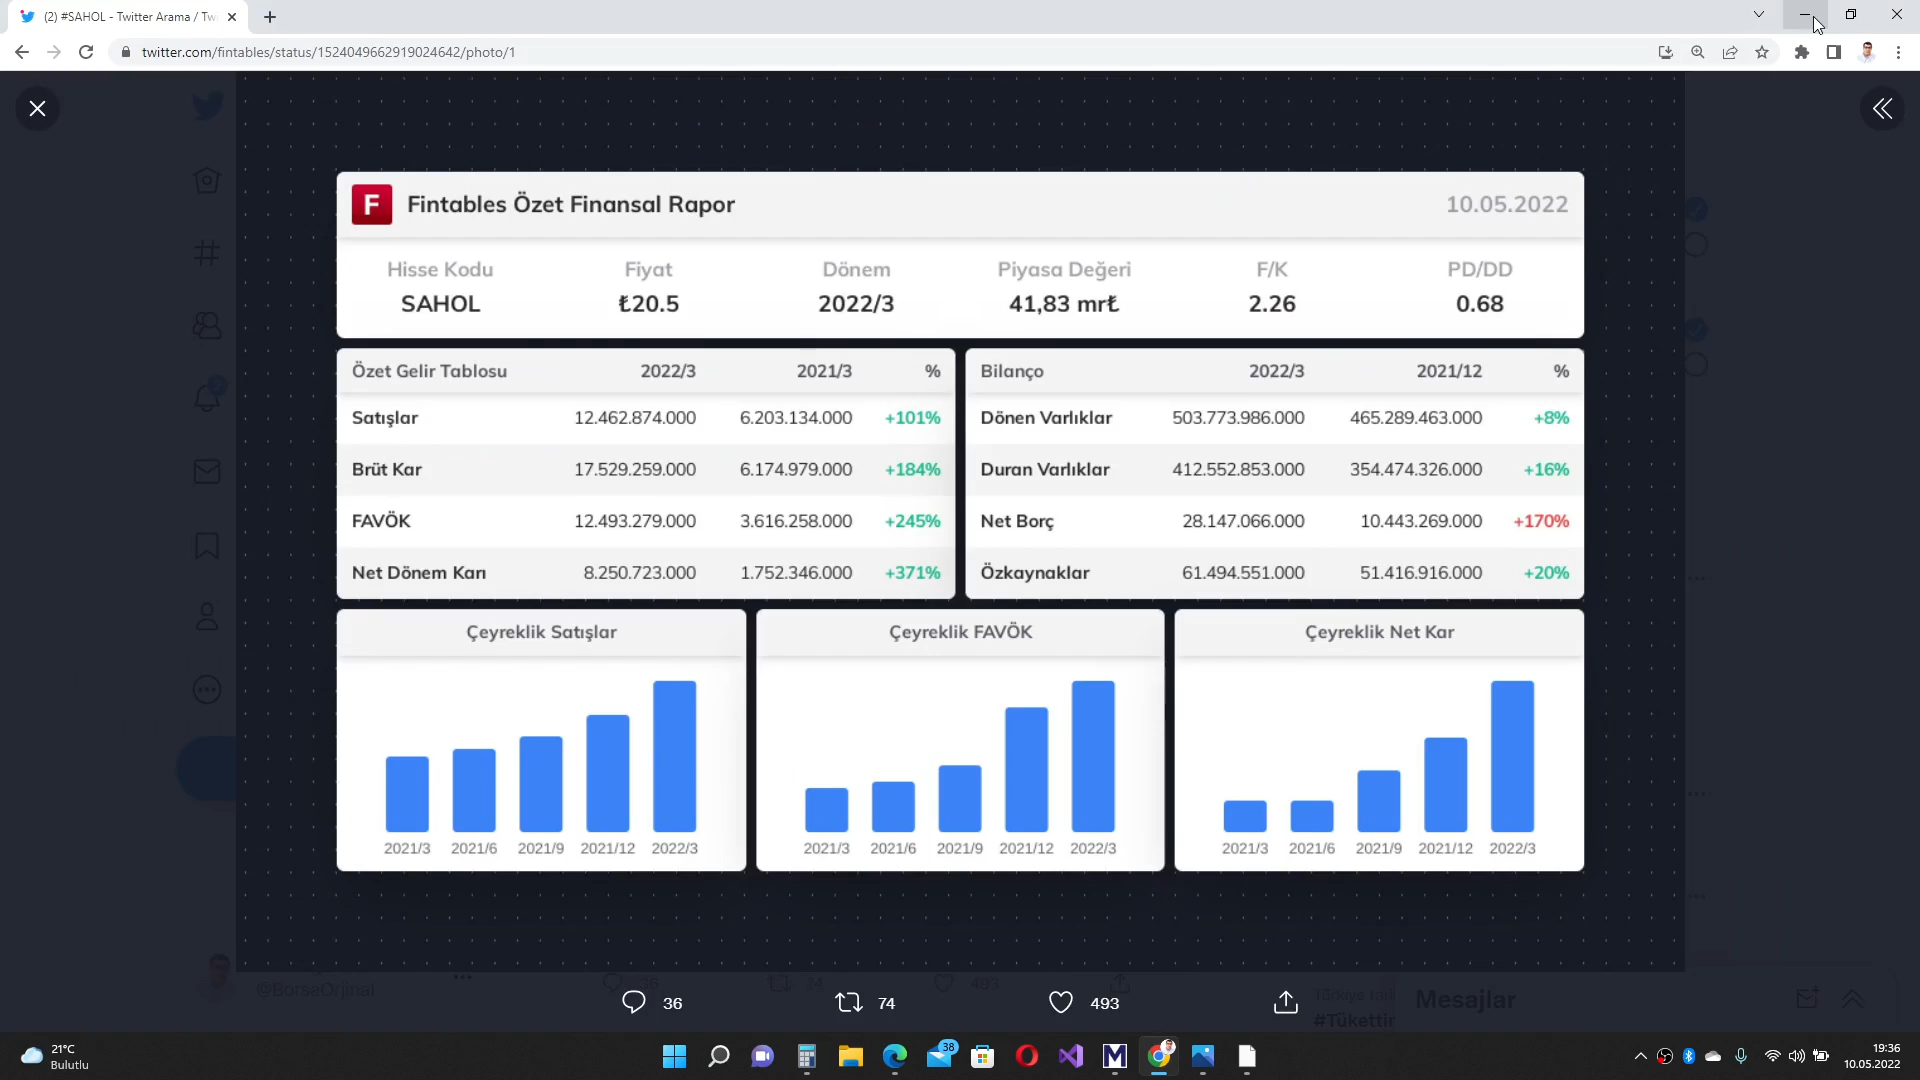 (2) #SAHOL - Twitter Arama / Tw
twitter.com/fintables/status/1524049662919024642/photo/1
F Fintables Özet Finansal Rapor 10.05.2022
Hisse Kodu Fiyat Dönem Piyasa Değeri F/K PD/DD
SAHOL ₺20.5 2022/3 41,83 mr₺ 2.26 0.68
Özet Gelir Tablosu 2022/3 2021/3 %
Satışlar 12.462.874.000 6.203.134.000 +101%
Brüt Kar 17.529.259.000 6.174.979.000 +184%
FAVÖK 12.493.279.000 3.616.258.000 +245%
Net Dönem Karı 8.250.723.000 1.752.346.000 +371%
Bilanço 2022/3 2021/12 %
Dönen Varlıklar 503.773.986.000 465.289.463.000 +8%
Duran Varlıklar 412.552.853.000 354.474.326.000 +16%
Net Borç 28.147.066.000 10.443.269.000 +170%
Özkaynaklar 61.494.551.000 51.416.916.000 +20%
Çeyreklik Satışlar
2021/3 2021/6 2021/9 2021/12 2022/3
Çeyreklik FAVÖK
2021/3 2021/6 2021/9 2021/12 2022/3
Çeyreklik Net Kar
2021/3 2021/6 2021/9 2021/12 2022/3
@BorsaOrjinal
36 74 493
Mesajlar
#Tükettir
21°C
Bulutlu
38
19:36
10.05.2022